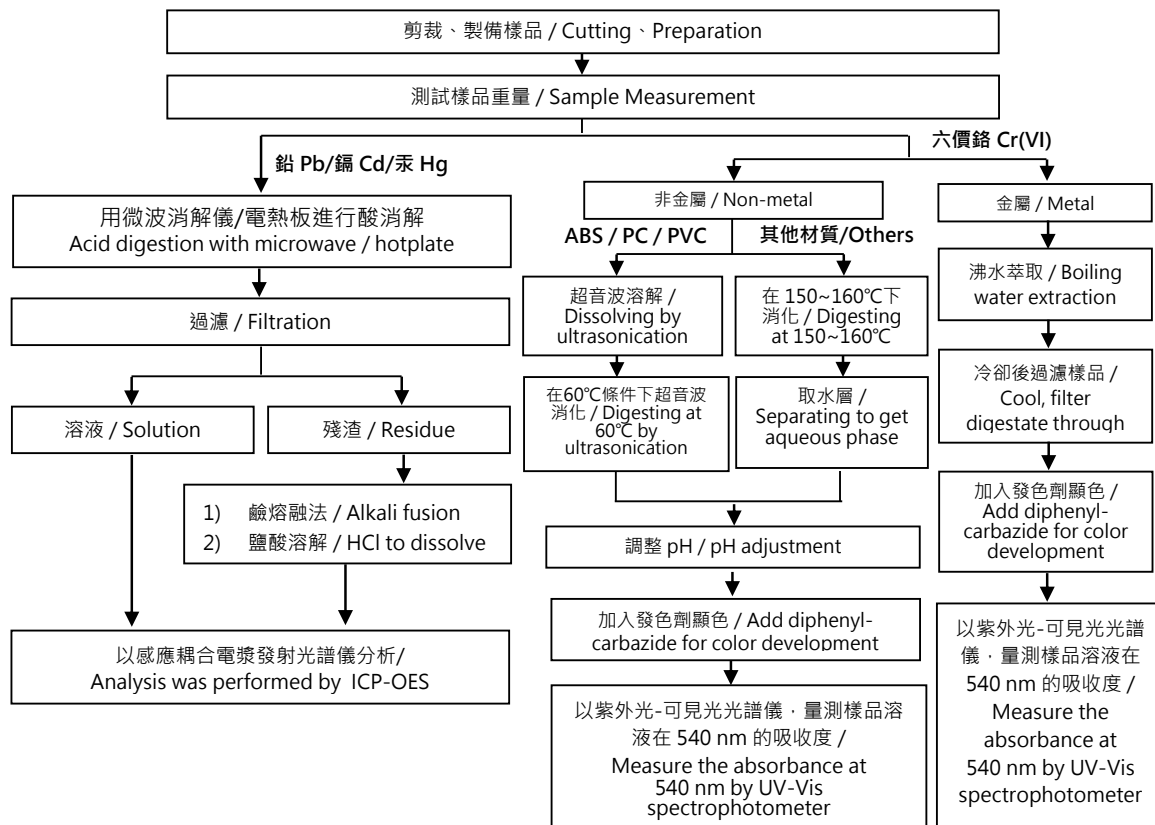 剪裁、製備樣品 / Cutting、Preparation
測試樣品重量 / Sample Measurement
鉛 Pb/鎘 Cd/汞 Hg
用微波消解儀/電熱板進行酸消解
Acid digestion with microwave / hotplate
過濾 / Filtration
溶液 / Solution
殘渣 / Residue
1) 鹼熔融法 / Alkali fusion
2) 鹽酸溶解 / HCl to dissolve
以感應耦合電漿發射光譜儀分析/
Analysis was performed by ICP-OES
六價鉻 Cr(VI)
非金屬 / Non-metal
ABS / PC / PVC
超音波溶解 /
Dissolving by
ultrasonication
在60℃條件下超音波
消化 / Digesting at
60℃ by
ultrasonication
其他材質/Others
在 150~160℃下
消化 / Digesting
at 150~160℃
取水層 /
Separating to get
aqueous phase
調整 pH / pH adjustment
加入發色劑顯色 / Add diphenyl-
carbazide for color development
以紫外光-可見光光譜儀﹐量測樣品溶
液在 540 nm 的吸收度 /
Measure the absorbance at
540 nm by UV-Vis
spectrophotometer
金屬 / Metal
沸水萃取 / Boiling
water extraction
冷卻後過濾樣品 /
Cool, filter
digestate through
加入發色劑顯色 /
Add diphenyl-
carbazide for color
development
以紫外光-可見光光譜
儀﹐量測樣品溶液在
540 nm 的吸收度 /
Measure the
absorbance at
540 nm by UV-Vis
spectrophotometer